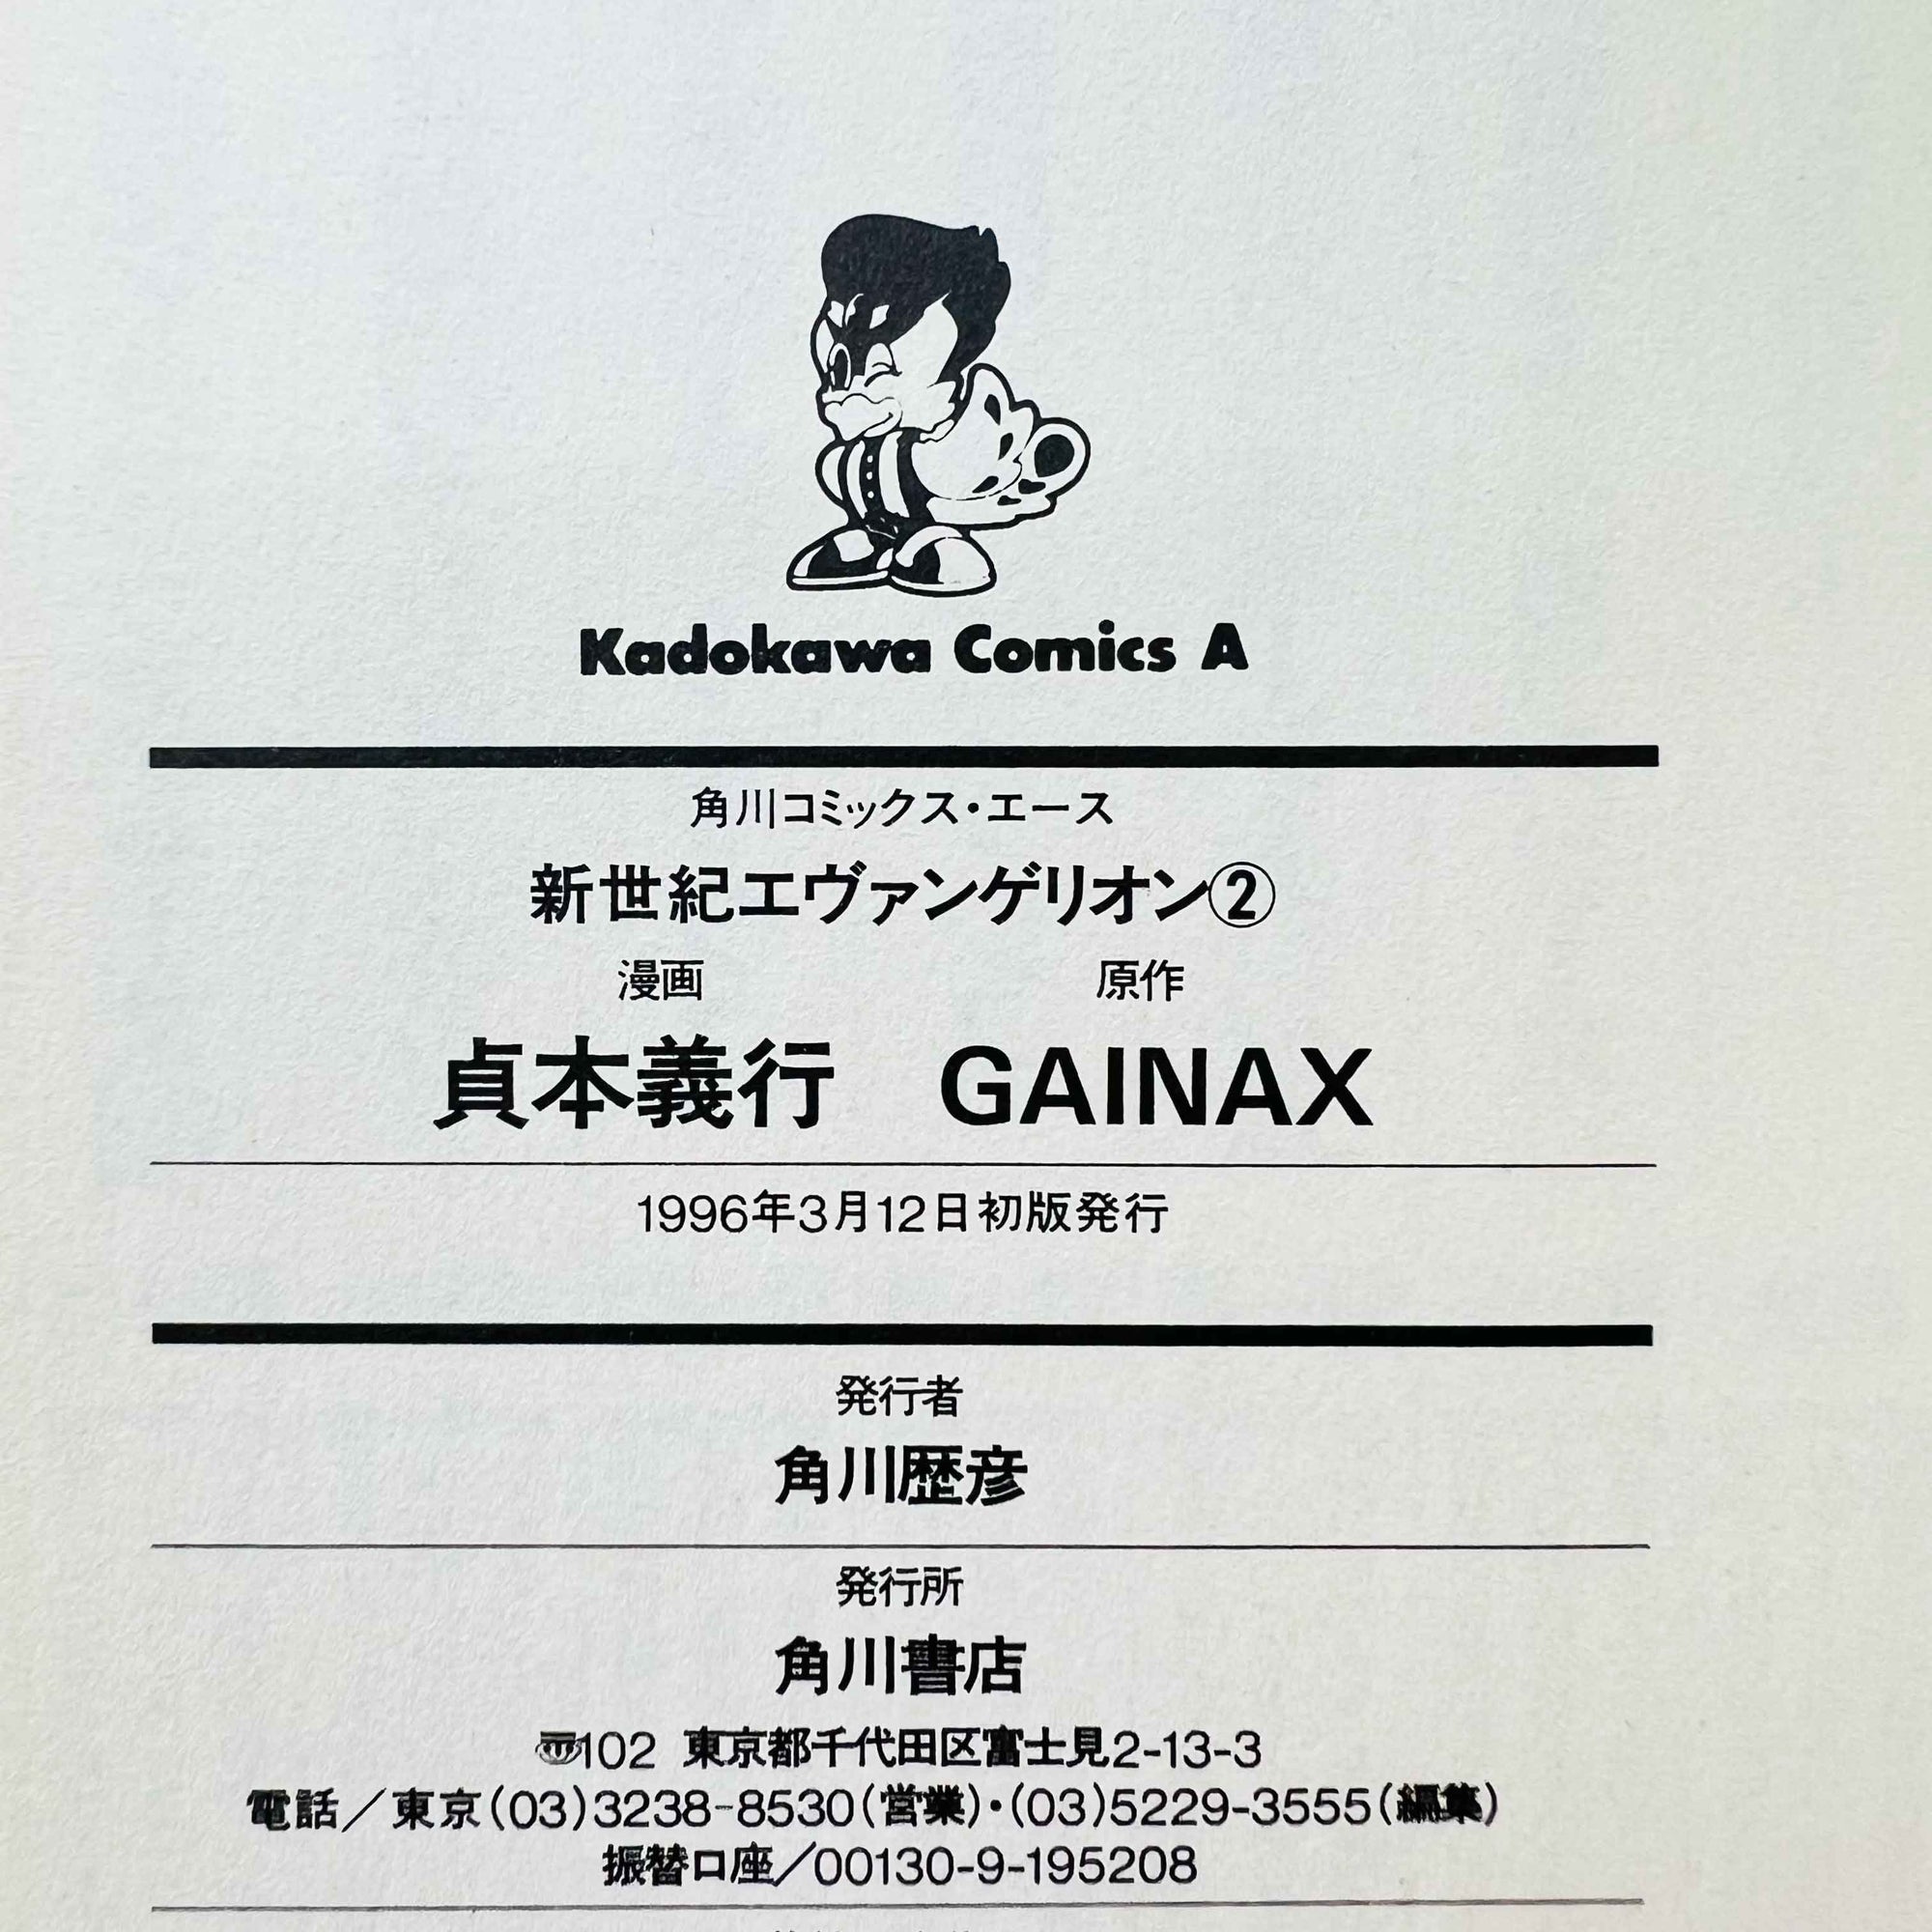 Kadokawa Comics A
角川コミックス・エース
新世紀エヴァンゲリオン②
漫画 原作
貞本義行 GAINAX
1996年3月12日初版発行
発行者
角川歴彦
発行所
角川書店
〠102 東京都千代田区富士見2-13-3
電話／東京(03)3238-8530(営業)・(03)5229-3555(編集)
振替口座／00130-9-195208